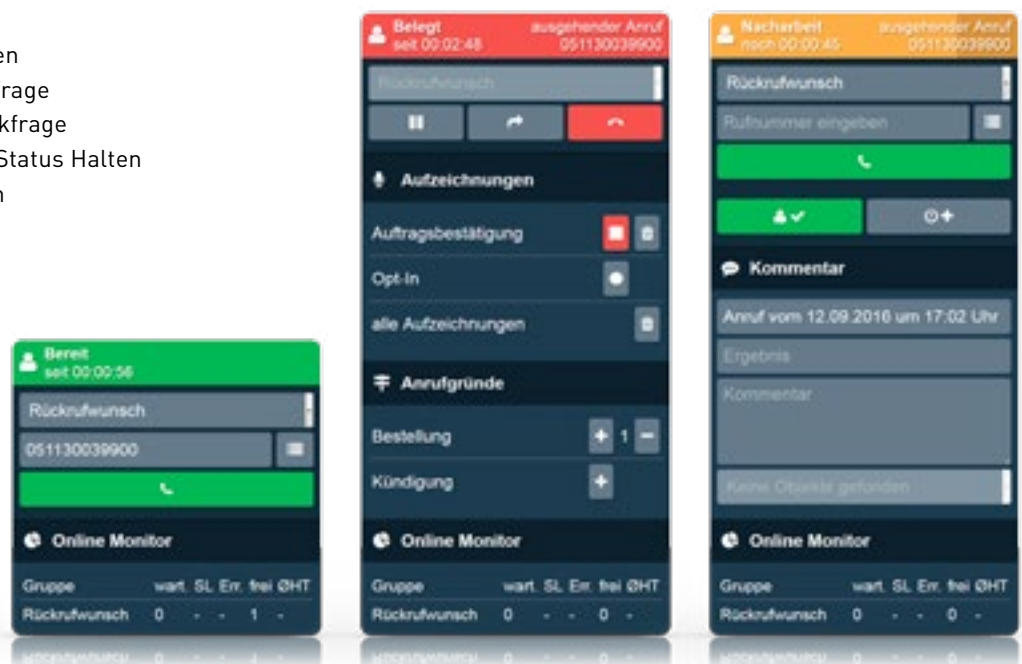 en
rage
kfrage
Status Halten
n
Bereit
seit 00:00:56
Rückrufwunsch
051130039900
Online Monitor
Gruppe wart. SL Err. frei ØHT
Rückrufwunsch 0 - - 1 -
Belegt ausgehender Anruf
seit 00:02:48 051130039900
Rückrufwunsch
Aufzeichnungen
Auftragsbestätigung
Opt-In
alle Aufzeichnungen
Anrufgründe
Bestellung 1
Kündigung
Online Monitor
Gruppe wart. SL Err. frei ØHT
Rückrufwunsch 0 - - 0 -
Nacharbeit ausgehender Anruf
noch 00:00:45 051130039900
Rückrufwunsch
Rufnummer eingeben
Kommentar
Anruf vom 12.09.2016 um 17:02 Uhr
Ergebnis
Kommentar
Keine Objekte gefunden
Online Monitor
Gruppe wart. SL Err. frei ØHT
Rückrufwunsch 0 - - 0 -